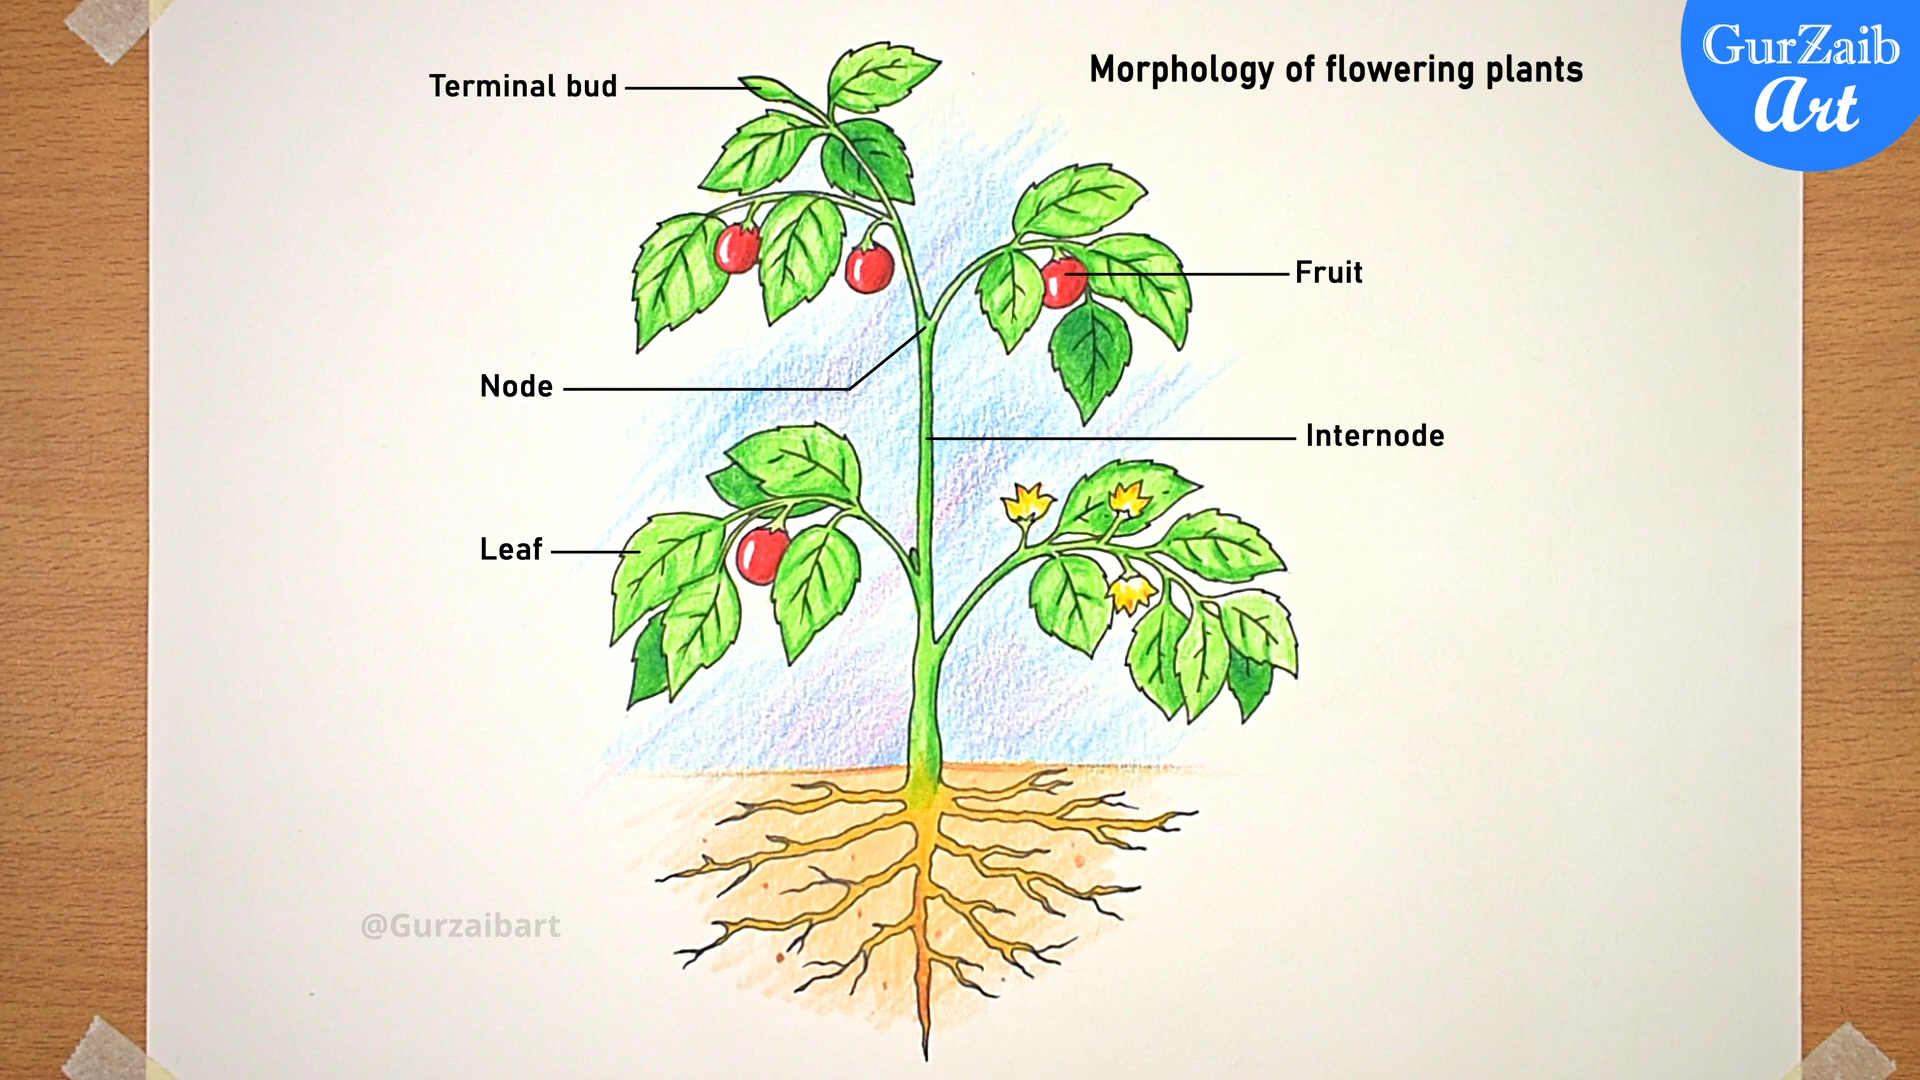 Morphology of flowering plants
GurZaib
Art
Terminal bud
Fruit
Node
Internode
Leaf
@Gurzaibart